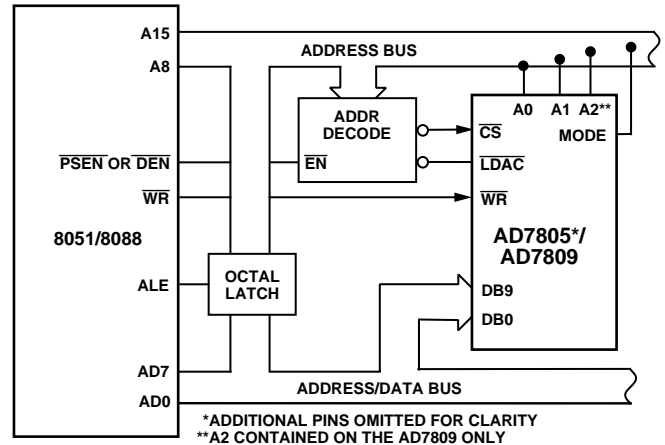 A15
ADDRESS BUS
A8
A0 A1 A2**
ADDR
DECODE
CS
MODE
PSEN OR DEN
EN
LDAC
WR
WR
8051/8088
AD7805*/
AD7809
ALE
OCTAL
LATCH
DB9
DB0
AD7
ADDRESS/DATA BUS
AD0
*ADDITIONAL PINS OMITTED FOR CLARITY
**A2 CONTAINED ON THE AD7809 ONLY